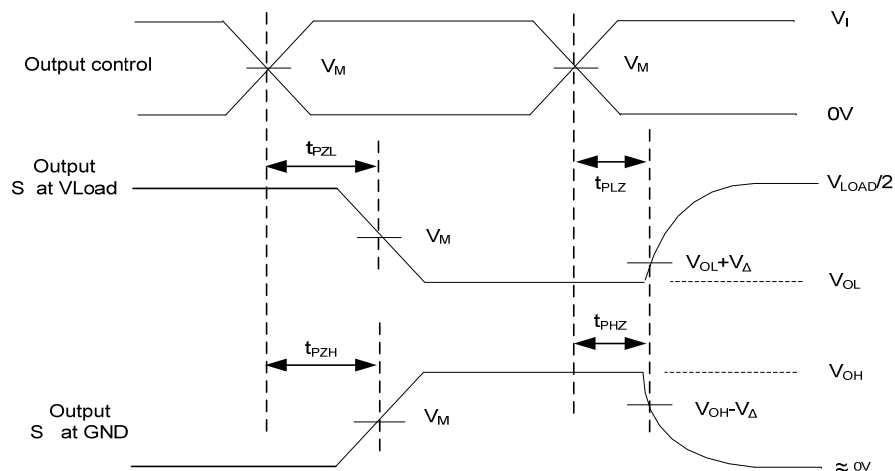 V_I
Output control
V_M
V_M
0V
Output
S at VLoad
t_PZL
t_PLZ
V_LOAD/2
V_M
V_OL+V_Δ
V_OL
t_PZH
t_PHZ
V_OH
Output
S at GND
V_M
V_OH-V_Δ
≈ 0V